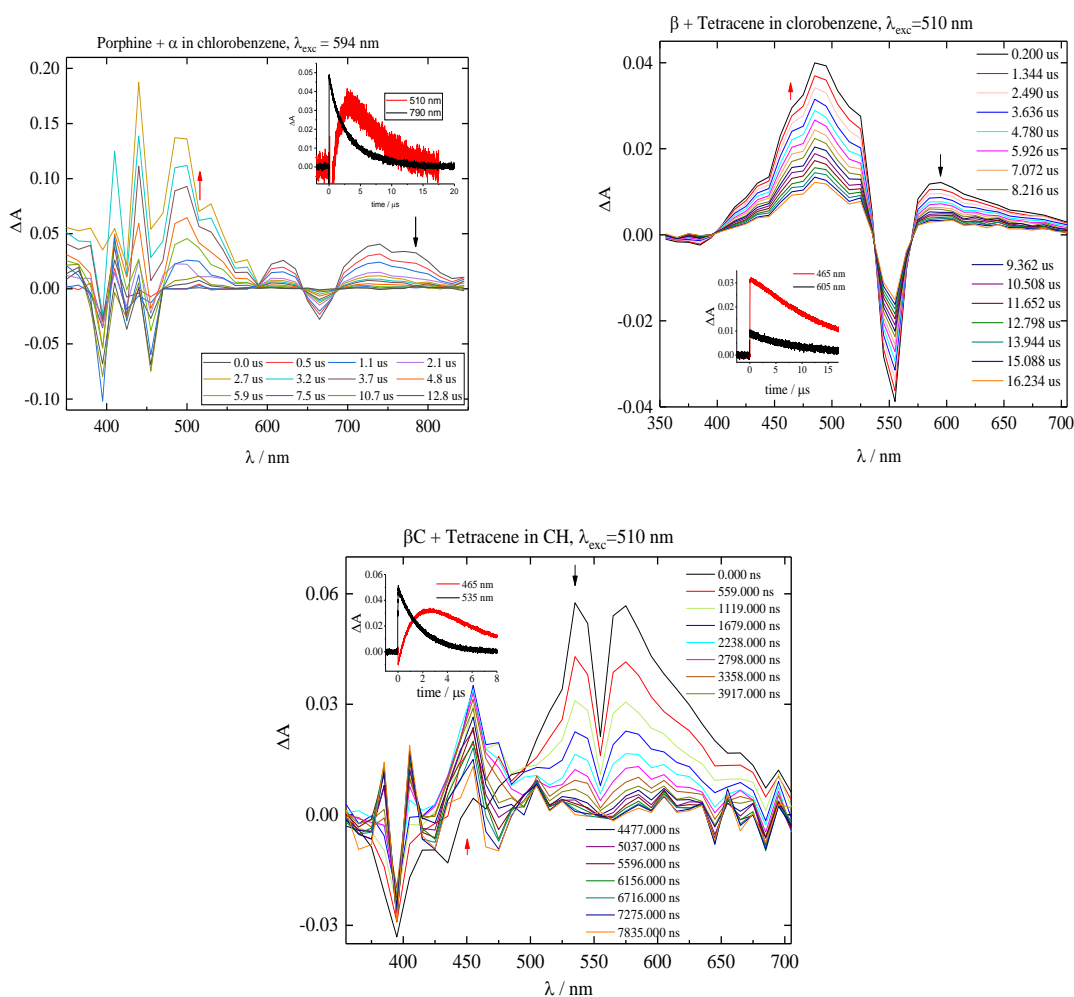 Porphine + α in chlorobenzene, λexc = 594 nm
0.20
0.15
0.10
0.05
0.00
-0.05
-0.10
ΔA
400 500 600 700 800
λ / nm
0.05
0.04
0.03
0.02
0.01
0.00
ΔA
510 nm
790 nm
0 5 10 15 20
time / μs
0.0 us 0.5 us 1.1 us 2.1 us
2.7 us 3.2 us 3.7 us 4.8 us
5.9 us 7.5 us 10.7 us 12.8 us
β + Tetracene in clorobenzene, λexc=510 nm
0.04
0.02
0.00
-0.02
-0.04
ΔA
350 400 450 500 550 600 650 700
λ / nm
0.200 us
1.344 us
2.490 us
3.636 us
4.780 us
5.926 us
7.072 us
8.216 us
9.362 us
10.508 us
11.652 us
12.798 us
13.944 us
15.088 us
16.234 us
465 nm
605 nm
0.03
0.02
0.01
0.00
ΔA
0 5 10 15
time / μs
βC + Tetracene in CH, λexc=510 nm
0.06
0.03
0.00
-0.03
ΔA
400 450 500 550 600 650 700
λ / nm
0.06
0.04
0.02
0.00
ΔA
465 nm
535 nm
0 2 4 6 8
time / μs
0.000 ns
559.000 ns
1119.000 ns
1679.000 ns
2238.000 ns
2798.000 ns
3358.000 ns
3917.000 ns
4477.000 ns
5037.000 ns
5596.000 ns
6156.000 ns
6716.000 ns
7275.000 ns
7835.000 ns